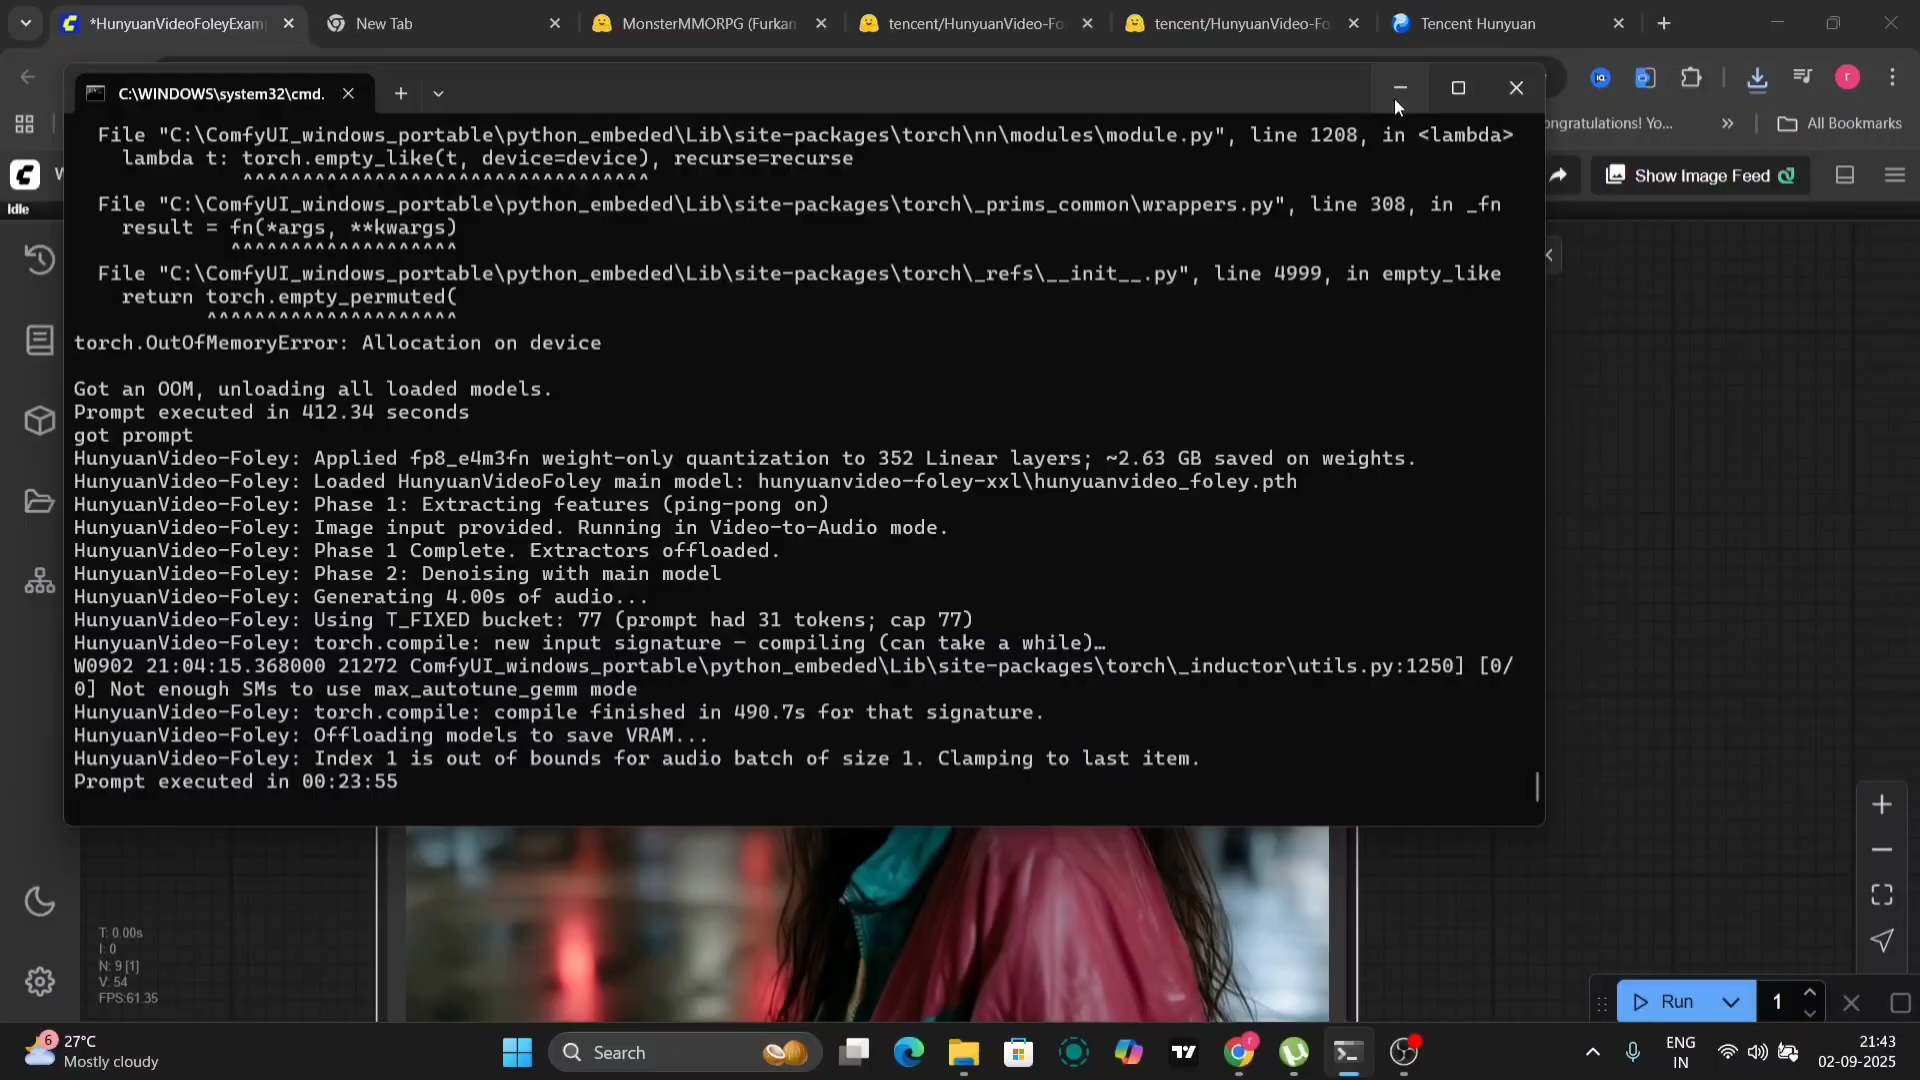 *HunyuanVideoFoleyExam
New Tab
MonsterMMORPG (Furkan
tencent/HunyuanVideo-Fo
tencent/HunyuanVideo-Fo
Tencent Hunyuan
C:\WINDOWS\system32\cmd.
ongratulations! Yo...
All Bookmarks
Show Image Feed
Idle
File "C:\ComfyUI_windows_portable\python_embeded\Lib\site-packages\torch\nn\modules\module.py", line 1208, in <lambda>
lambda t: torch.empty_like(t, device=device), recurse=recurse
^^^^^^^^^^^^^^^^^^^^^^^^^^^^^^^^^^
File "C:\ComfyUI_windows_portable\python_embeded\Lib\site-packages\torch\_prims_common\wrappers.py", line 308, in _fn
result = fn(*args, **kwargs)
^^^^^^^^^^^^^^^^^^^
File "C:\ComfyUI_windows_portable\python_embeded\Lib\site-packages\torch\_refs\__init__.py", line 4999, in empty_like
return torch.empty_permuted(
^^^^^^^^^^^^^^^^^^^^^
torch.OutOfMemoryError: Allocation on device
Got an OOM, unloading all loaded models.
Prompt executed in 412.34 seconds
got prompt
HunyuanVideo-Foley: Applied fp8_e4m3fn weight-only quantization to 352 Linear layers; ~2.63 GB saved on weights.
HunyuanVideo-Foley: Loaded HunyuanVideoFoley main model: hunyuanvideo-foley-xxl\hunyuanvideo_foley.pth
HunyuanVideo-Foley: Phase 1: Extracting features (ping-pong on)
HunyuanVideo-Foley: Image input provided. Running in Video-to-Audio mode.
HunyuanVideo-Foley: Phase 1 Complete. Extractors offloaded.
HunyuanVideo-Foley: Phase 2: Denoising with main model
HunyuanVideo-Foley: Generating 4.00s of audio...
HunyuanVideo-Foley: Using T_FIXED bucket: 77 (prompt had 31 tokens; cap 77)
HunyuanVideo-Foley: torch.compile: new input signature – compiling (can take a while)…
W0902 21:04:15.368000 21272 ComfyUI_windows_portable\python_embeded\Lib\site-packages\torch\_inductor\utils.py:1250] [0/
0] Not enough SMs to use max_autotune_gemm mode
HunyuanVideo-Foley: torch.compile: compile finished in 490.7s for that signature.
HunyuanVideo-Foley: Offloading models to save VRAM...
HunyuanVideo-Foley: Index 1 is out of bounds for audio batch of size 1. Clamping to last item.
Prompt executed in 00:23:55
T: 0.00s
I: 0
N: 9 [1]
V: 54
FPS:61.35
Run
1
6
27°C
Mostly cloudy
Search
ENG
IN
21:43
02-09-2025